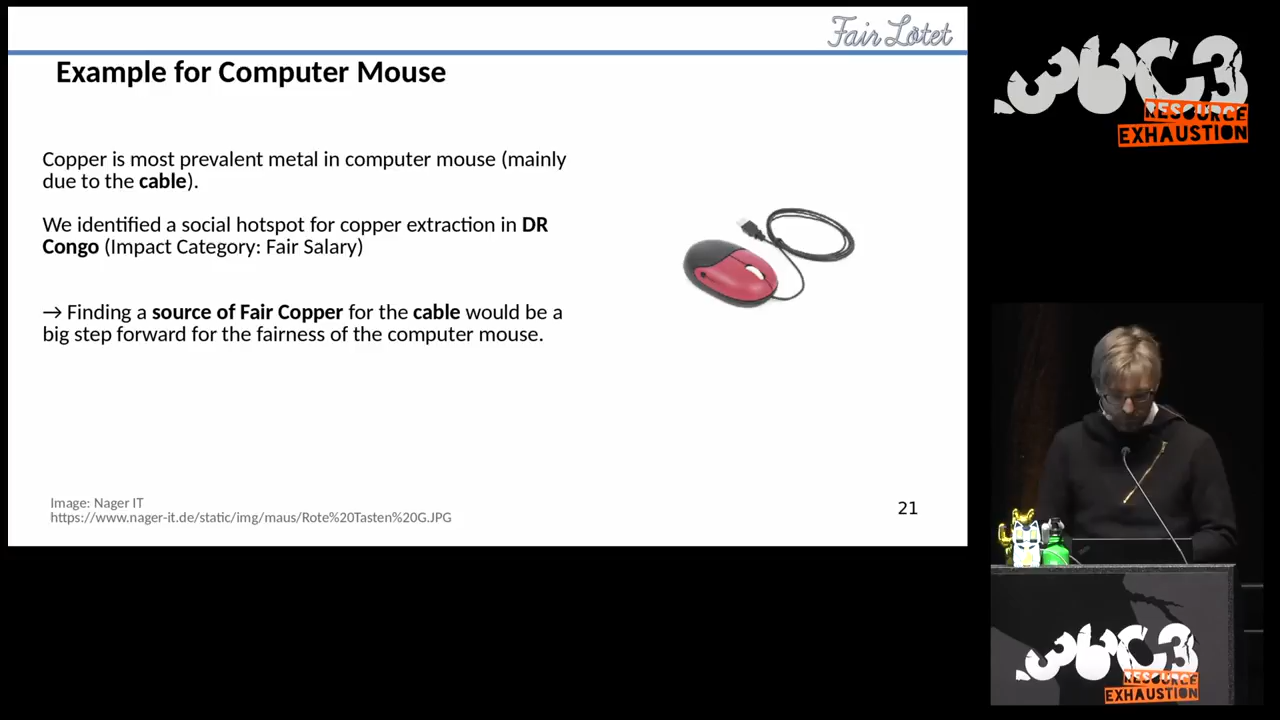 Fair Lötet
Example for Computer Mouse
Copper is most prevalent metal in computer mouse (mainly
due to the cable).
We identified a social hotspot for copper extraction in DR
Congo (Impact Category: Fair Salary)
→ Finding a source of Fair Copper for the cable would be a
big step forward for the fairness of the computer mouse.
Image: Nager IT
https://www.nager-it.de/static/img/maus/Rote%20Tasten%20G.JPG
21
36C3
RESOURCE
EXHAUSTION
36C3
RESOURCE
EXHAUSTION